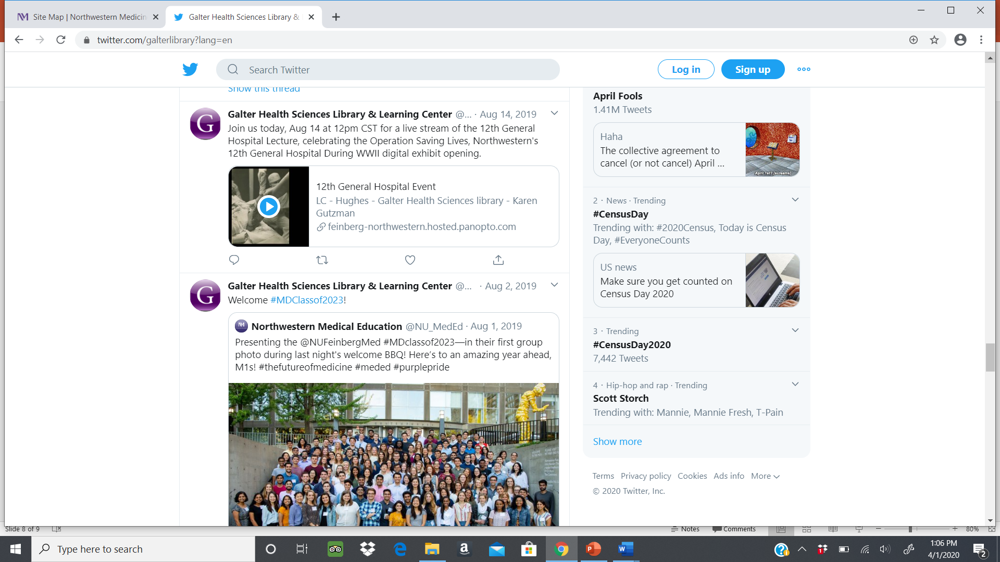 Site Map | Northwestern Medicin
Galter Health Sciences Library &
twitter.com/galterlibrary?lang=en
Search Twitter
Log in
Sign up
Show this thread
Galter Health Sciences Library & Learning Center @... · Aug 14, 2019
Join us today, Aug 14 at 12pm CST for a live stream of the 12th General
Hospital Lecture, celebrating the Operation Saving Lives, Northwestern's
12th General Hospital During WWII digital exhibit opening.
12th General Hospital Event
LC - Hughes - Galter Health Sciences library - Karen
Gutzman
feinberg-northwestern.hosted.panopto.com
Galter Health Sciences Library & Learning Center @... · Aug 2, 2019
Welcome #MDClassof2023!
Northwestern Medical Education @NU_MedEd · Aug 1, 2019
Presenting the @NUFeinbergMed #MDclassof2023—in their first group
photo during last night's welcome BBQ! Here's to an amazing year ahead,
M1s! #thefutureofmedicine #meded #purplepride
April Fools
1.41M Tweets
Haha
The collective agreement to
cancel (or not cancel) April ...
April 1st? [screams]
2 · News · Trending
#CensusDay
Trending with: #2020Census, Today is Census
Day, #EveryoneCounts
US news
Make sure you get counted on
Census Day 2020
3 · Trending
#CensusDay2020
7,442 Tweets
4 · Hip-hop and rap · Trending
Scott Storch
Trending with: Mannie, Mannie Fresh, T-Pain
Show more
Terms Privacy policy Cookies Ads info More
© 2020 Twitter, Inc.
Slide 8 of 9
Notes
Comments
80%
Type here to search
1:06 PM
4/1/2020
2